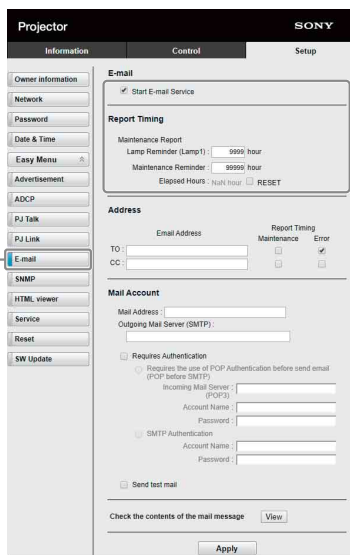 Projector
SONY
Information
Control
Setup
Owner information
Network
Password
Date & Time
Easy Menu
Advertisement
ADCP
PJ Talk
PJ Link
E-mail
SNMP
HTML viewer
Service
Reset
SW Update
E-mail
Start E-mail Service
Report Timing
Maintenance Report
Lamp Reminder (Lamp1) : 9999 hour
Maintenance Reminder : 99999 hour
Elapsed Hours : NaN hour RESET
Address
Email Address
Report Timing
Maintenance Error
TO :
CC :
Mail Account
Mail Address :
Outgoing Mail Server (SMTP) :
Requires Authentication
Requires the use of POP Authentication before send email
(POP before SMTP)
Incoming Mail Server :
(POP3)
Account Name :
Password :
SMTP Authentication
Account Name :
Password :
Send test mail
Check the contents of the mail message View
Apply